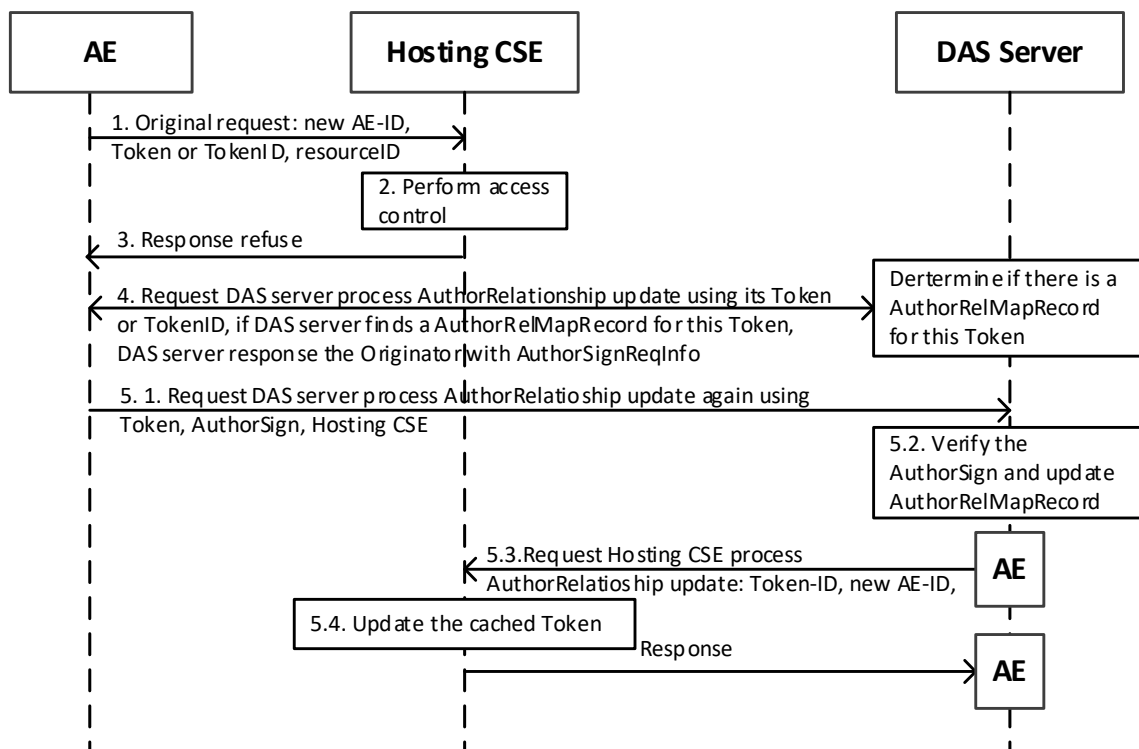 AE
Hosting CSE
DAS Server
1. Original request: new AE-ID,
Token or TokenID, resourceID
2. Perform access
control
3. Response refuse
4. Request DAS server process AuthorRelationship update using its Token
or TokenID, if DAS server finds a AuthorRelMapRecord for this Token,
DAS server response the Originator with AuthorSignReqInfo
Dertermine if there is a
AuthorRelMapRecord
for this Token
5. 1. Request DAS server process AuthorRelatioship update again using
Token, AuthorSign, Hosting CSE
5.2. Verify the
AuthorSign and update
AuthorRelMapRecord
5.3.Request Hosting CSE process
AuthorRelatioship update: Token-ID, new AE-ID,
AE
5.4. Update the cached Token
Response
AE